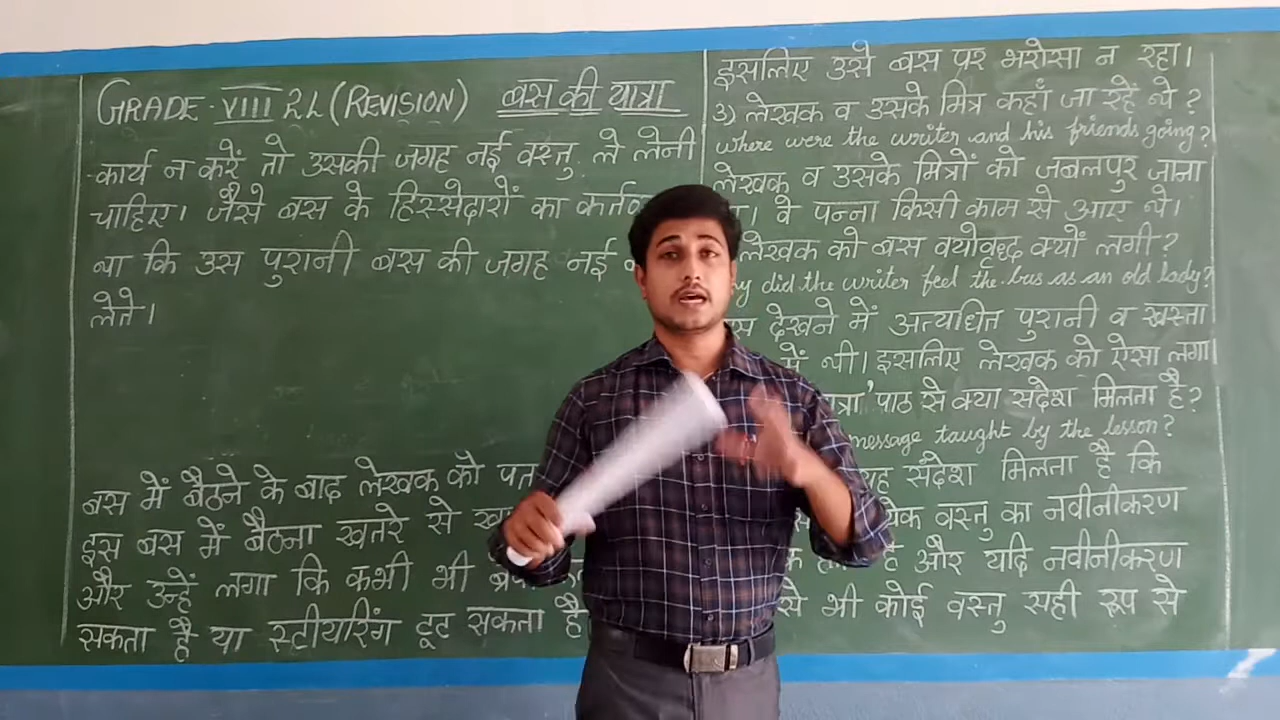 GRADE-VIII 2L (REVISION) बस की यात्रा
कार्य न करें तो उसकी जगह नई वस्तु ले लेनी
चाहिए। जैसे बस के हिस्सेदारों का
था कि उस पुरानी बस की जगह नई
लेते।
बस में बैठने के बाद लेखक को
इस बस में बैठना खतरे से
और उन्हें लगा कि कभी भी
सकता है या स्टीयरिंग टूट सकता है
इसलिए उसे बस पर भरोसा न रहा।
3) लेखक व उसके मित्र कहाँ जा रहें थे?
where were the writer and his friends going?
लेखक व उसके मित्रों को जबलपुर जाना
। वे पन्ना किसी काम से आए थे।
लेखक को बस वयोवृध्द क्यों लगी?
did the writer feel the bus as an old lady?
देखने में अत्यधित पुरानी व खस्ता
में थी। इसलिए लेखक को ऐसा लगा।
पाठ से क्या संदेश मिलता है?
message taught by the lesson?
संदेश मिलता है कि
वस्तु का नवीनीकरण
है और यदि नवीनीकरण
से भी कोई वस्तु सही रूप से